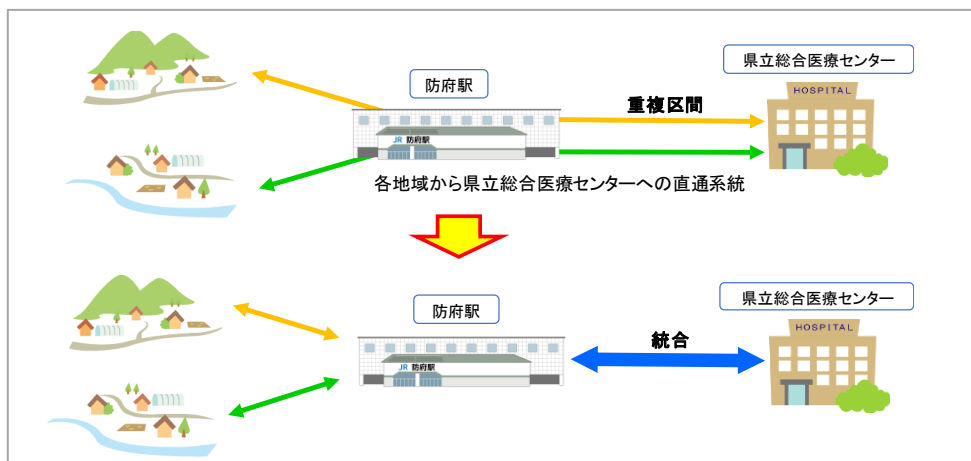 県立総合医療センター
防府駅
HOSPITAL
重複区間
JR 防府駅
各地域から県立総合医療センターへの直通系統
県立総合医療センター
防府駅
HOSPITAL
統合
JR 防府駅